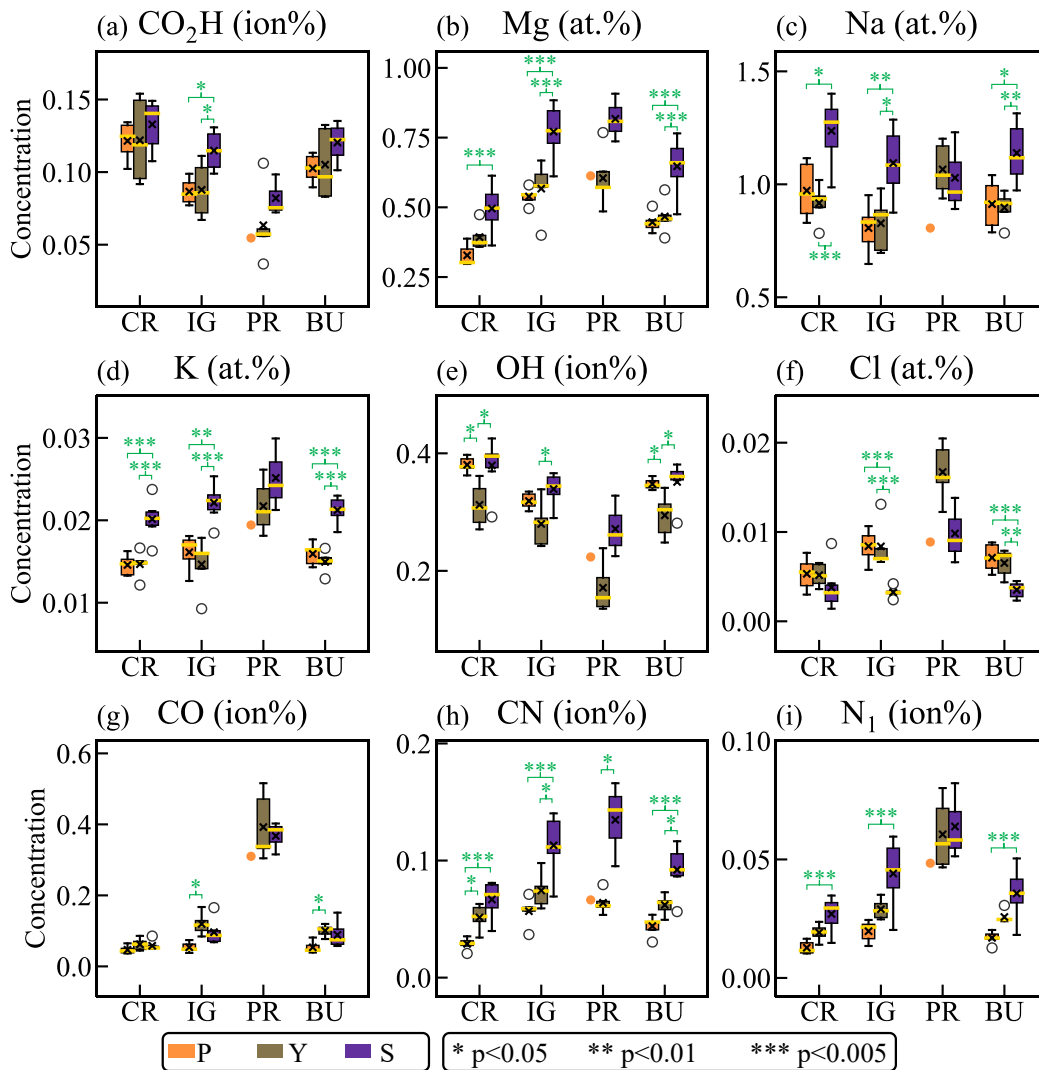 (a) CO₂H (ion%)
(b) Mg (at.%)
(c) Na (at.%)
Concentration
0.15
0.10
0.05
* *
CR IG PR BU
1.00
0.75
0.50
0.25
*** *** *** *** ***
CR IG PR BU
1.5
1.0
0.5
* *** ** * * **
CR IG PR BU
(d) K (at.%)
(e) OH (ion%)
(f) Cl (at.%)
Concentration
0.03
0.02
0.01
*** *** ** *** *** ***
CR IG PR BU
0.4
0.2
* * * * *
CR IG PR BU
0.02
0.01
0.00
*** *** *** **
CR IG PR BU
(g) CO (ion%)
(h) CN (ion%)
(i) N₁ (ion%)
Concentration
0.6
0.4
0.2
0.0
* *
CR IG PR BU
0.2
0.1
0.0
*** * *** * * *** *
CR IG PR BU
0.10
0.05
0.00
*** *** ***
CR IG PR BU
P Y S
* p<0.05 ** p<0.01 *** p<0.005